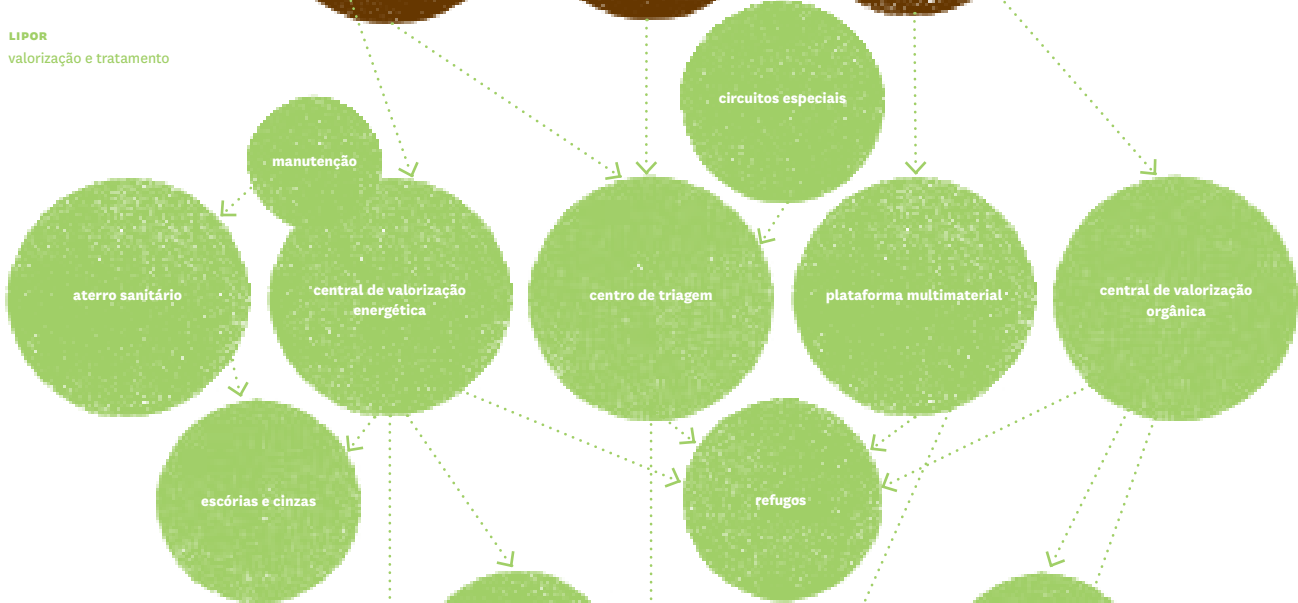 LIPOR
valorização e tratamento
circuitos especiais
manutenção
aterro sanitário
central de valorização
energética
centro de triagem
plataforma multimaterial
central de valorização
orgânica
escórias e cinzas
refugos